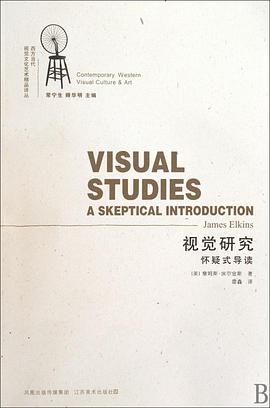 西方当代
视觉文化艺术精品译丛
Contemporary Western
Visual Culture & Art
常宁生 顾华明 主编
VISUAL
STUDIES
A SKEPTICAL INTRODUCTION
James Elkins
视觉研究
怀疑式导读
(美) 詹姆斯·埃尔金斯 著
雷鑫 译
凤凰出版传媒集团 江苏美术出版社
B